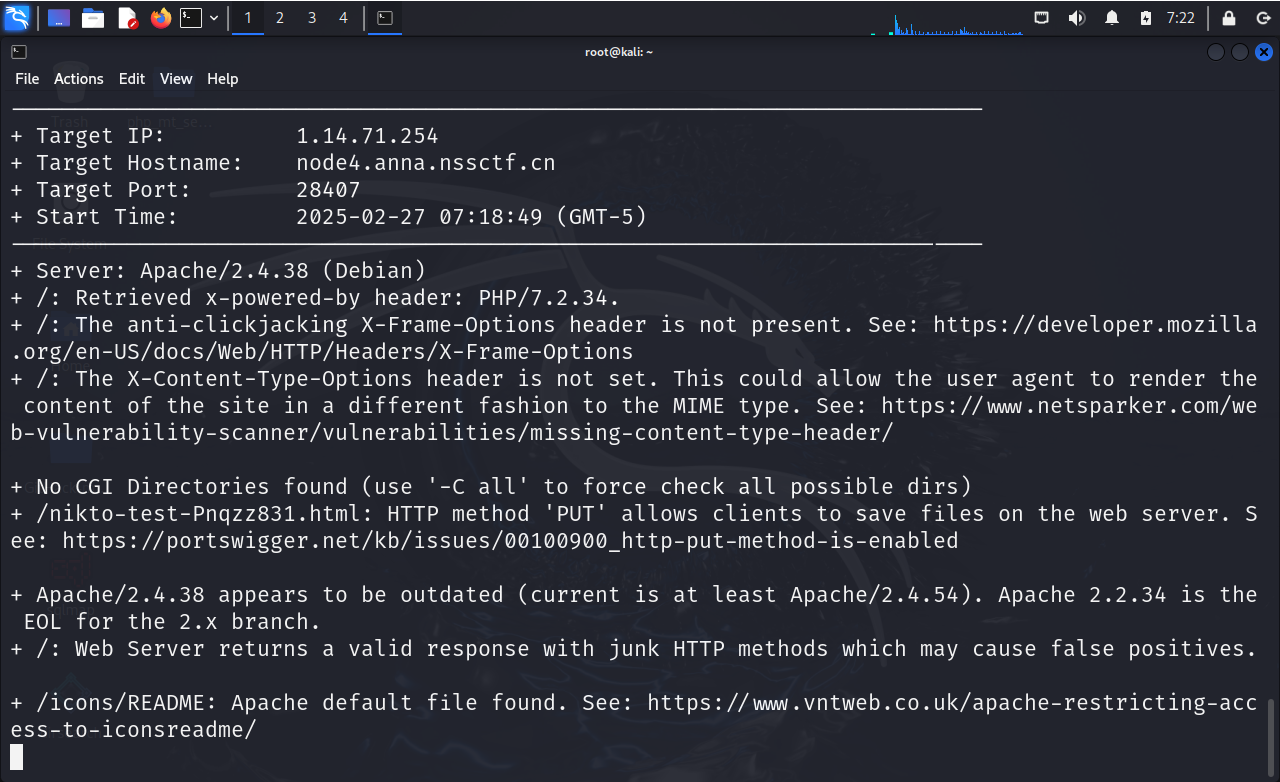 1 2 3 4 7:22
root@kali: ~
File Actions Edit View Help
+ Target IP: 1.14.71.254
+ Target Hostname: node4.anna.nssctf.cn
+ Target Port: 28407
+ Start Time: 2025-02-27 07:18:49 (GMT-5)
+ Server: Apache/2.4.38 (Debian)
+ /: Retrieved x-powered-by header: PHP/7.2.34.
+ /: The anti-clickjacking X-Frame-Options header is not present. See: https://developer.mozilla
.org/en-US/docs/Web/HTTP/Headers/X-Frame-Options
+ /: The X-Content-Type-Options header is not set. This could allow the user agent to render the
content of the site in a different fashion to the MIME type. See: https://www.netsparker.com/we
b-vulnerability-scanner/vulnerabilities/missing-content-type-header/
+ No CGI Directories found (use '-C all' to force check all possible dirs)
+ /nikto-test-Pnqzz831.html: HTTP method 'PUT' allows clients to save files on the web server. S
ee: https://portswigger.net/kb/issues/00100900_http-put-method-is-enabled
+ Apache/2.4.38 appears to be outdated (current is at least Apache/2.4.54). Apache 2.2.34 is the
EOL for the 2.x branch.
+ /: Web Server returns a valid response with junk HTTP methods which may cause false positives.
+ /icons/README: Apache default file found. See: https://www.vntweb.co.uk/apache-restricting-acc
ess-to-iconsreadme/